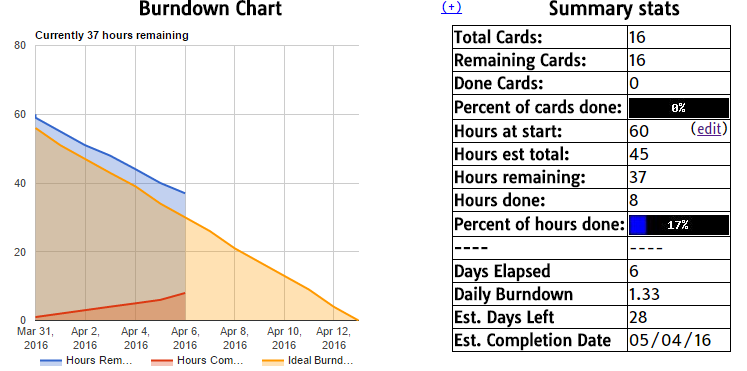 Burndown Chart
Currently 37 hours remaining
80
60
40
20
0
Mar 31, 2016
Apr 2, 2016
Apr 4, 2016
Apr 6, 2016
Apr 8, 2016
Apr 10, 2016
Apr 12, 2016
Hours Rem...
Hours Com...
Ideal Burnd...
(+)
Summary stats
Total Cards: 16
Remaining Cards: 16
Done Cards: 0
Percent of cards done: 0%
Hours at start: 60 (edit)
Hours est total: 45
Hours remaining: 37
Hours done: 8
Percent of hours done: 17%
---- ----
Days Elapsed 6
Daily Burndown 1.33
Est. Days Left 28
Est. Completion Date 05/04/16